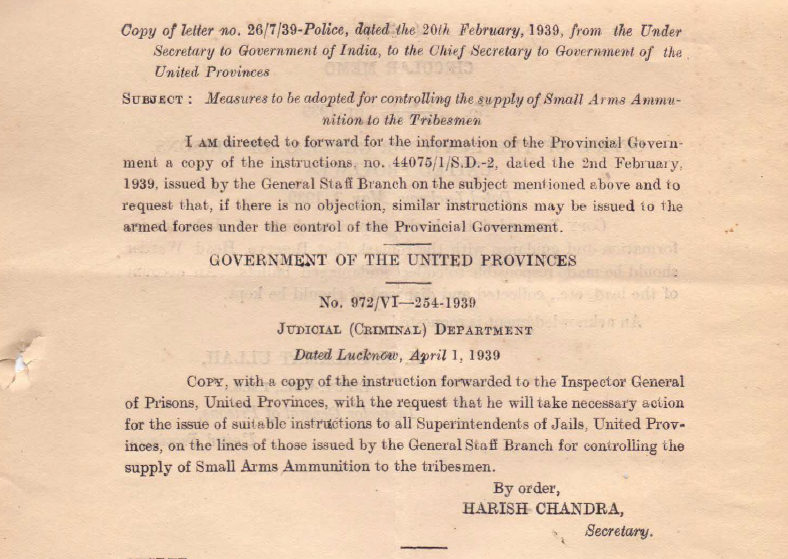 Copy of letter no. 26/7/39-Police, dated the 20th February, 1939, from the Under
Secretary to Government of India, to the Chief Secretary to Government of the
United Provinces
SUBJECT : Measures to be adopted for controlling the supply of Small Arms Ammu-
nition to the Tribesmen
I AM directed to forward for the information of the Provincial Govern-
ment a copy of the instructions, no. 44075/1/S.D.-2, dated the 2nd February,
1939, issued by the General Staff Branch on the subject mentioned above and to
request that, if there is no objection, similar instructions may be issued to the
armed forces under the control of the Provincial Government.
GOVERNMENT OF THE UNITED PROVINCES
No. 972/VI—254-1939
JUDICIAL (CRIMINAL) DEPARTMENT
Dated Lucknow, April 1, 1939
COPY, with a copy of the instruction forwarded to the Inspector General
of Prisons, United Provinces, with the request that he will take necessary action
for the issue of suitable instructions to all Superintendents of Jails, United Prov-
inces, on the lines of those issued by the General Staff Branch for controlling the
supply of Small Arms Ammunition to the tribesmen.
By order,
HARISH CHANDRA,
Secretary.